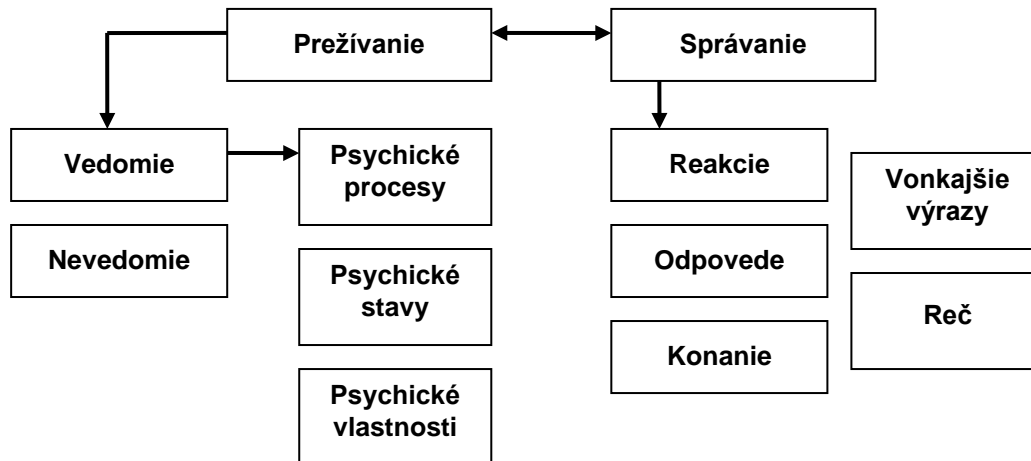 Prežívanie
Správanie
Vedomie
Psychické
procesy
Reakcie
Vonkajšie
výrazy
Nevedomie
Psychické
stavy
Odpovede
Reč
Konanie
Psychické
vlastnosti